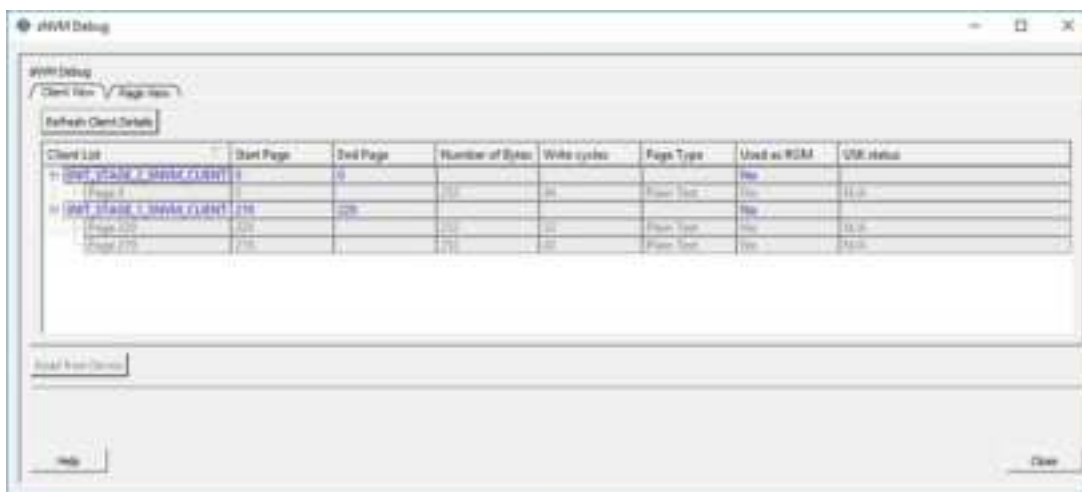 sNVM Debug
sNVM Debug
Client View Page View
Refresh Client Details
Client List Start Page End Page Number of Bytes Write cycles Page Type Used as ROM USK status
INIT_STAGE_2_SNVM_CLIENT 0 0 No
Page 0 0 252 Plain Text No N/A
INIT_STAGE_1_SNVM_CLIENT 219 220 No
Page 220 220 252 Plain Text No N/A
Page 219 219 252 Plain Text No N/A
Read from Device
Help Close